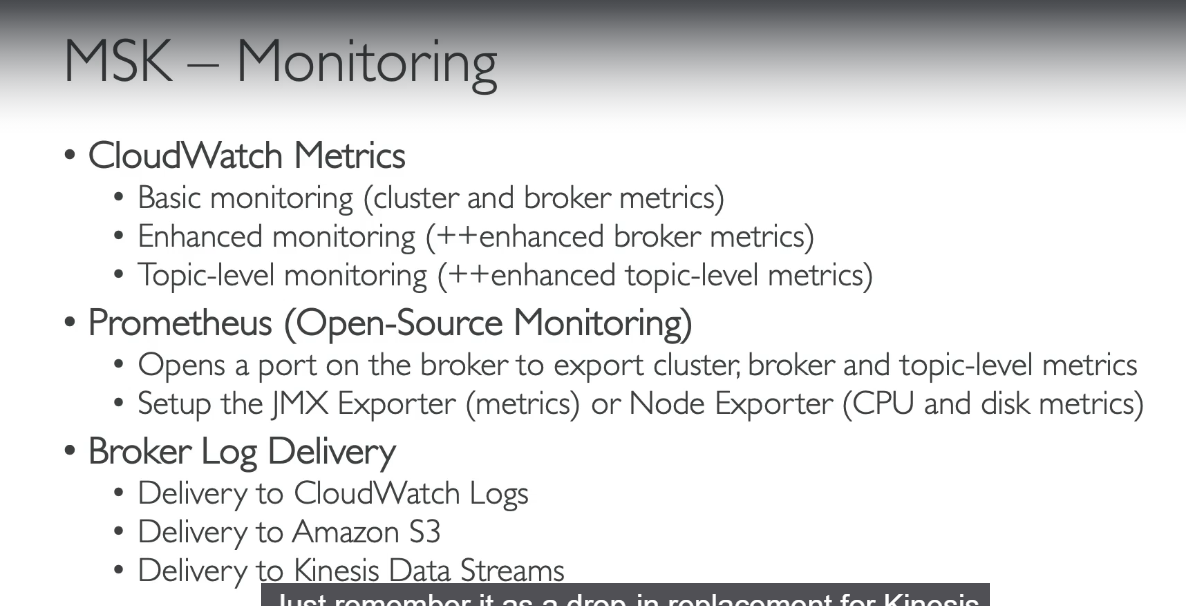 MSK – Monitoring
• CloudWatch Metrics
• Basic monitoring (cluster and broker metrics)
• Enhanced monitoring (++enhanced broker metrics)
• Topic-level monitoring (++enhanced topic-level metrics)
• Prometheus (Open-Source Monitoring)
• Opens a port on the broker to export cluster, broker and topic-level metrics
• Setup the JMX Exporter (metrics) or Node Exporter (CPU and disk metrics)
• Broker Log Delivery
• Delivery to CloudWatch Logs
• Delivery to Amazon S3
• Delivery to Kinesis Data Streams
Just remember it as a drop-in replacement for Kinesis